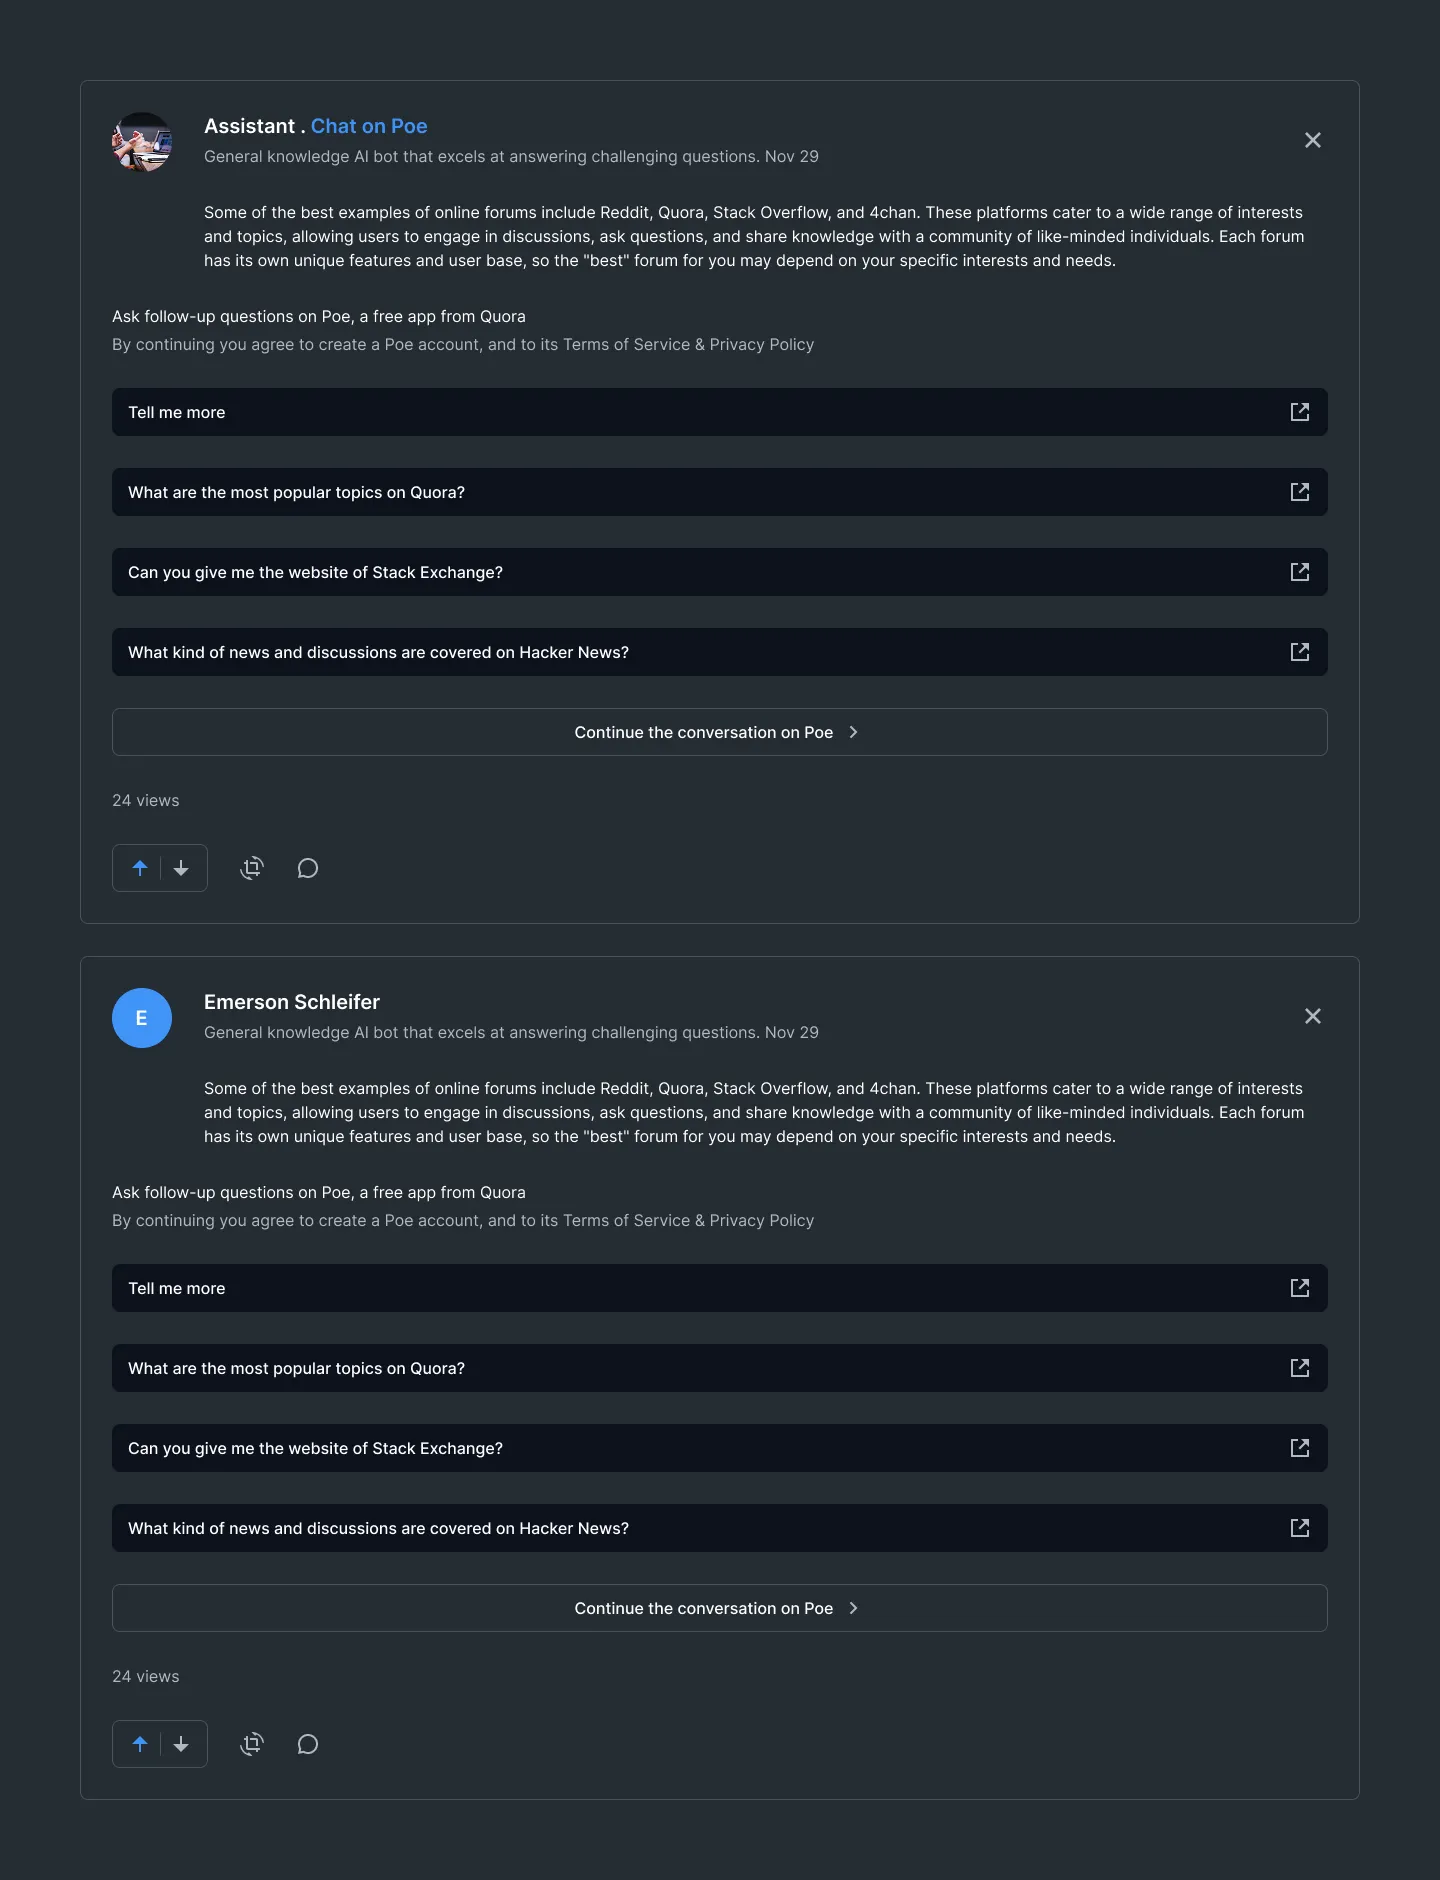 Assistant . Chat on Poe
General knowledge AI bot that excels at answering challenging questions. Nov 29
Some of the best examples of online forums include Reddit, Quora, Stack Overflow, and 4chan. These platforms cater to a wide range of interests
and topics, allowing users to engage in discussions, ask questions, and share knowledge with a community of like-minded individuals. Each forum
has its own unique features and user base, so the "best" forum for you may depend on your specific interests and needs.
Ask follow-up questions on Poe, a free app from Quora
By continuing you agree to create a Poe account, and to its Terms of Service & Privacy Policy
Tell me more
What are the most popular topics on Quora?
Can you give me the website of Stack Exchange?
What kind of news and discussions are covered on Hacker News?
Continue the conversation on Poe
24 views
E
Emerson Schleifer
General knowledge AI bot that excels at answering challenging questions. Nov 29
Some of the best examples of online forums include Reddit, Quora, Stack Overflow, and 4chan. These platforms cater to a wide range of interests
and topics, allowing users to engage in discussions, ask questions, and share knowledge with a community of like-minded individuals. Each forum
has its own unique features and user base, so the "best" forum for you may depend on your specific interests and needs.
Ask follow-up questions on Poe, a free app from Quora
By continuing you agree to create a Poe account, and to its Terms of Service & Privacy Policy
Tell me more
What are the most popular topics on Quora?
Can you give me the website of Stack Exchange?
What kind of news and discussions are covered on Hacker News?
Continue the conversation on Poe
24 views